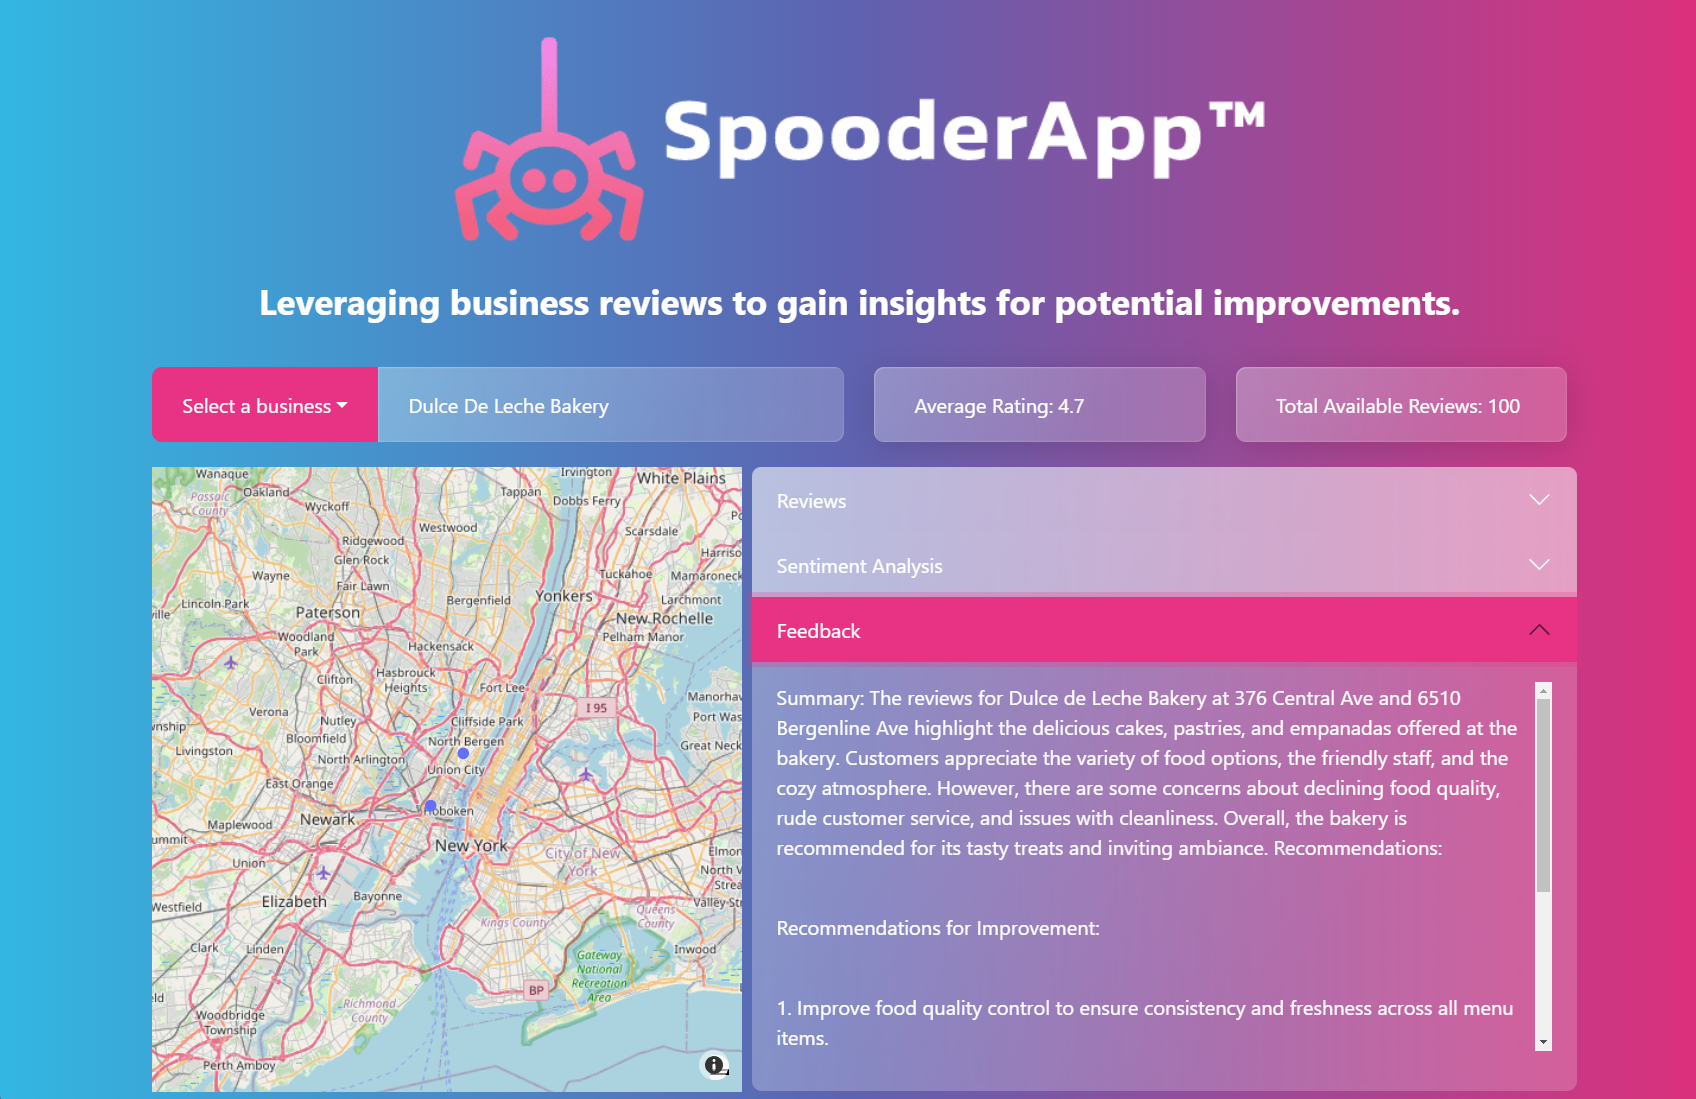 SpooderApp™
Leveraging business reviews to gain insights for potential improvements.
Select a business
Dulce De Leche Bakery
Average Rating: 4.7
Total Available Reviews: 100
Wanaque
Oakland
Passaic
County
Wyckoff
Tappan
Irvington
Dobbs Ferry
White Plains
Westwood
Scarsdale
Ridgewood
Glen Rock
Harriso
Wayne
Fair Lawn
Tuckahoe
Mamaroneck
Lincoln Park
Bergenfield
Yonkers
Larchmont
ville
Paterson
New Rochelle
Woodland
Park
Hackensack
Pelham Manor
Clifton
Hasbrouck
Heights
Fort Lee
Manorhav
I 95
Verona
Nutley
Cliffside Park
Port Was
nship
Bloomfield
North Bergen
Livingston
North Arlington
Union City
Great Neck
East Orange
Hoboken
Maplewood
Newark
ummit
New York
City of New
York
Elmon
Union
North V
Strea
Bayonne
Valley Str
Westfield
Elizabeth
Kings County
Queens
County
Clark
Linden
Inwood
Gateway
National
Recreation
Area
BP
ld
Richmond
County
Woodbridge
Township
Perth Amboy
Reviews
Sentiment Analysis
Feedback
Summary: The reviews for Dulce de Leche Bakery at 376 Central Ave and 6510
Bergenline Ave highlight the delicious cakes, pastries, and empanadas offered at the
bakery. Customers appreciate the variety of food options, the friendly staff, and the
cozy atmosphere. However, there are some concerns about declining food quality,
rude customer service, and issues with cleanliness. Overall, the bakery is
recommended for its tasty treats and inviting ambiance. Recommendations:
Recommendations for Improvement:
1. Improve food quality control to ensure consistency and freshness across all menu
items.